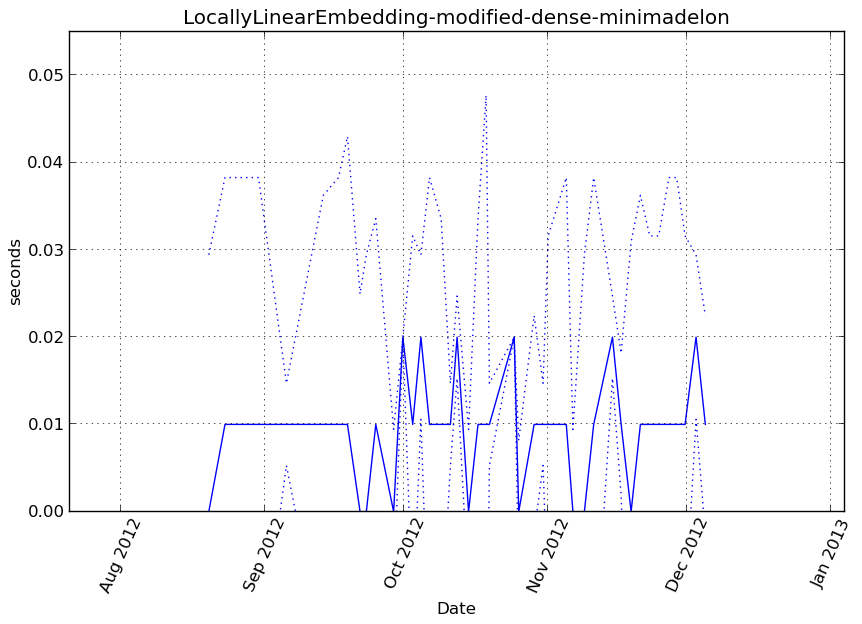 LocallyLinearEmbedding-modified-dense-minimadelon
0.05
0.04
0.03
0.02
0.01
0.00
seconds
Aug 2012
Sep 2012
Oct 2012
Nov 2012
Dec 2012
Jan 2013
Date